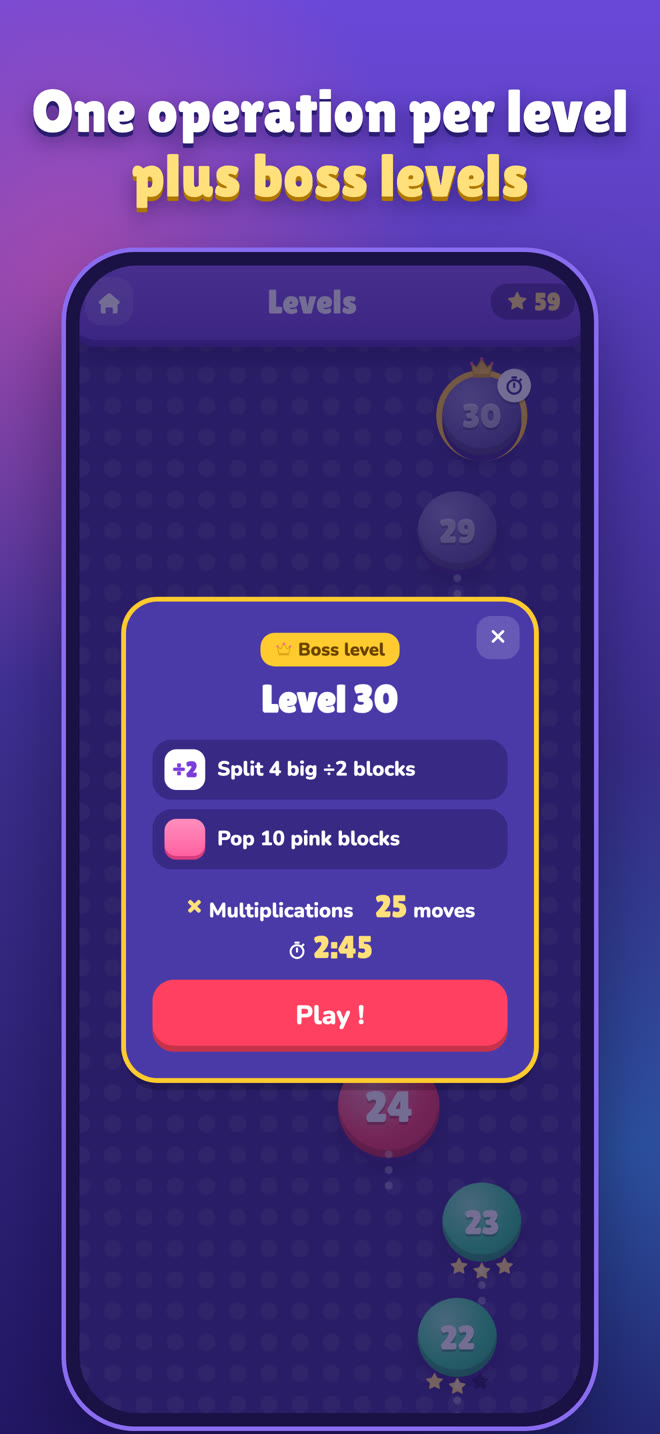 One operation per level
plus boss levels
Levels
59
30
29
Boss level
Level 30
÷2 Split 4 big ÷2 blocks
Pop 10 pink blocks
× Multiplications 25 moves
2:45
Play !
24
23
22